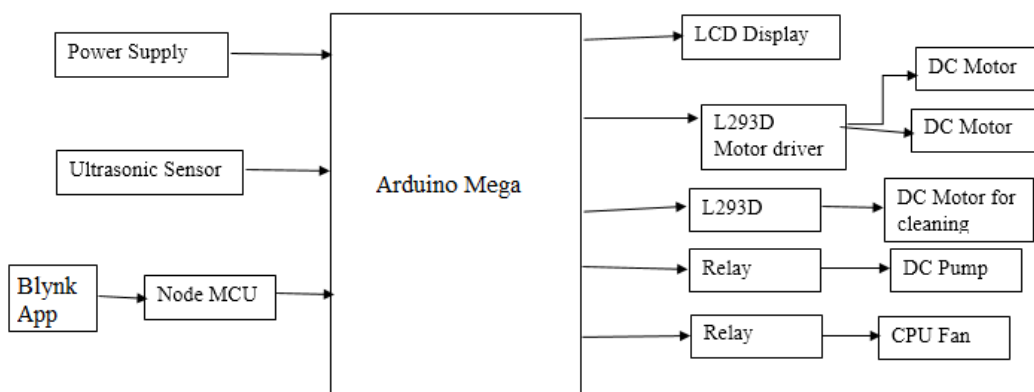 Power Supply
Ultrasonic Sensor
Blynk
App
Node MCU
Arduino Mega
LCD Display
L293D
Motor driver
DC Motor
DC Motor
L293D
DC Motor for
cleaning
Relay
DC Pump
Relay
CPU Fan